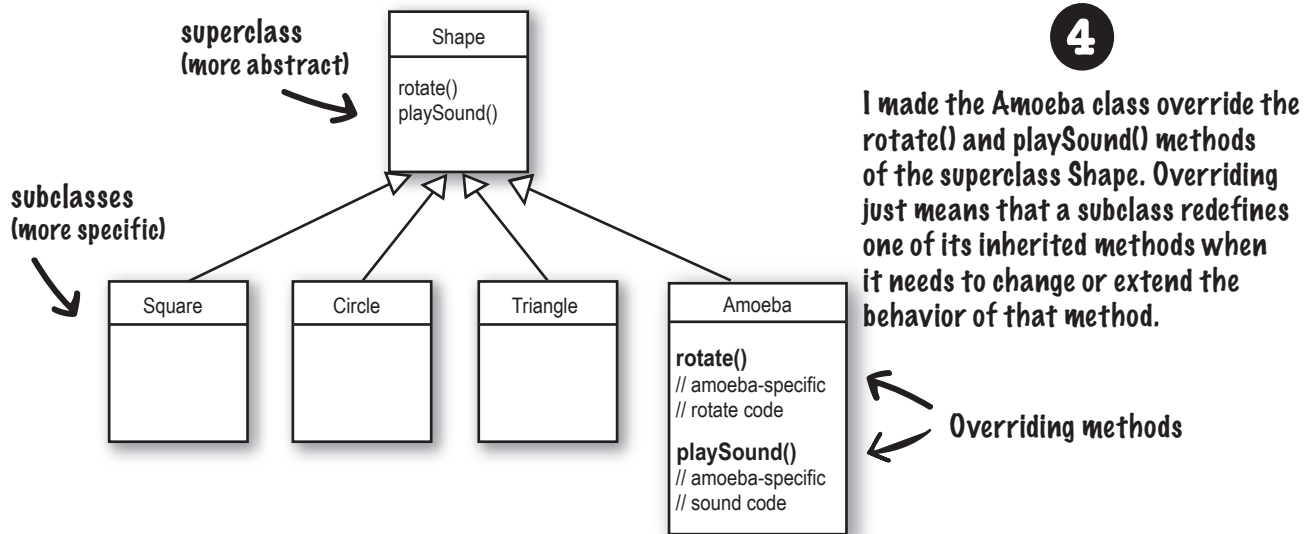 superclass
(more abstract)
Shape
rotate()
playSound()
4
I made the Amoeba class override the
rotate() and playSound() methods
of the superclass Shape. Overriding
just means that a subclass redefines
one of its inherited methods when
it needs to change or extend the
behavior of that method.
subclasses
(more specific)
Square
Circle
Triangle
Amoeba
rotate()
// amoeba-specific
// rotate code
playSound()
// amoeba-specific
// sound code
Overriding methods